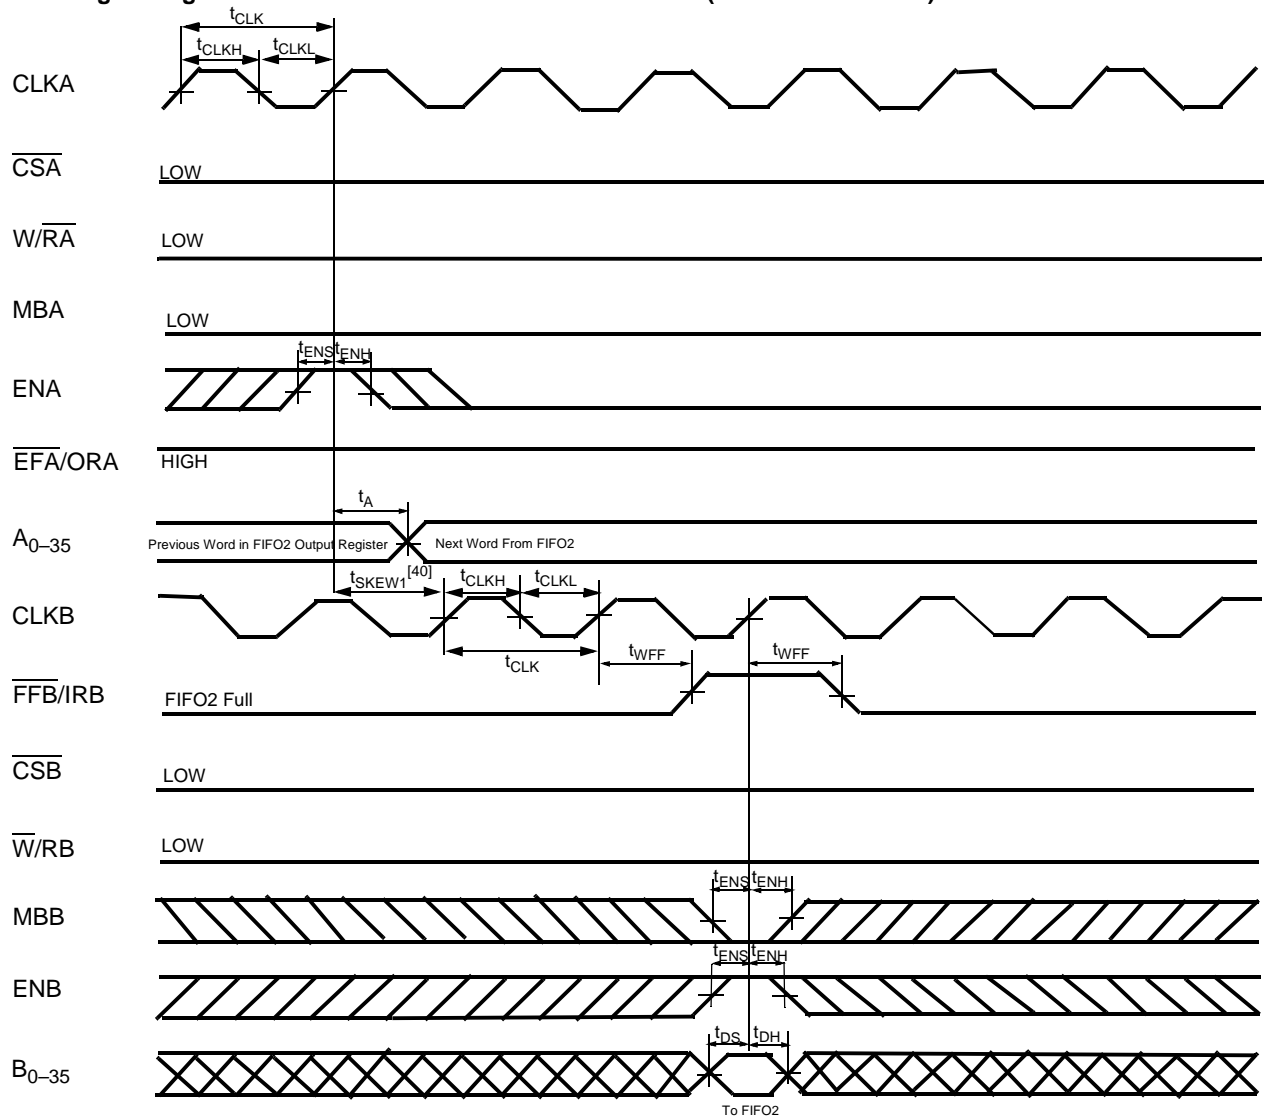 tCLK
tCLKH
tCLKL
CLKA
CSA
LOW
W/RA
LOW
MBA
LOW
tENS
tENH
ENA
EFA/ORA
HIGH
tA
A0–35
Previous Word in FIFO2 Output Register
Next Word From FIFO2
tSKEW1[40]
tCLKH
tCLKL
CLKB
tCLK
tWFF
tWFF
FFB/IRB
FIFO2 Full
CSB
LOW
W/RB
LOW
tENS
tENH
MBB
tENS
tENH
ENB
tDS
tDH
B0–35
To FIFO2